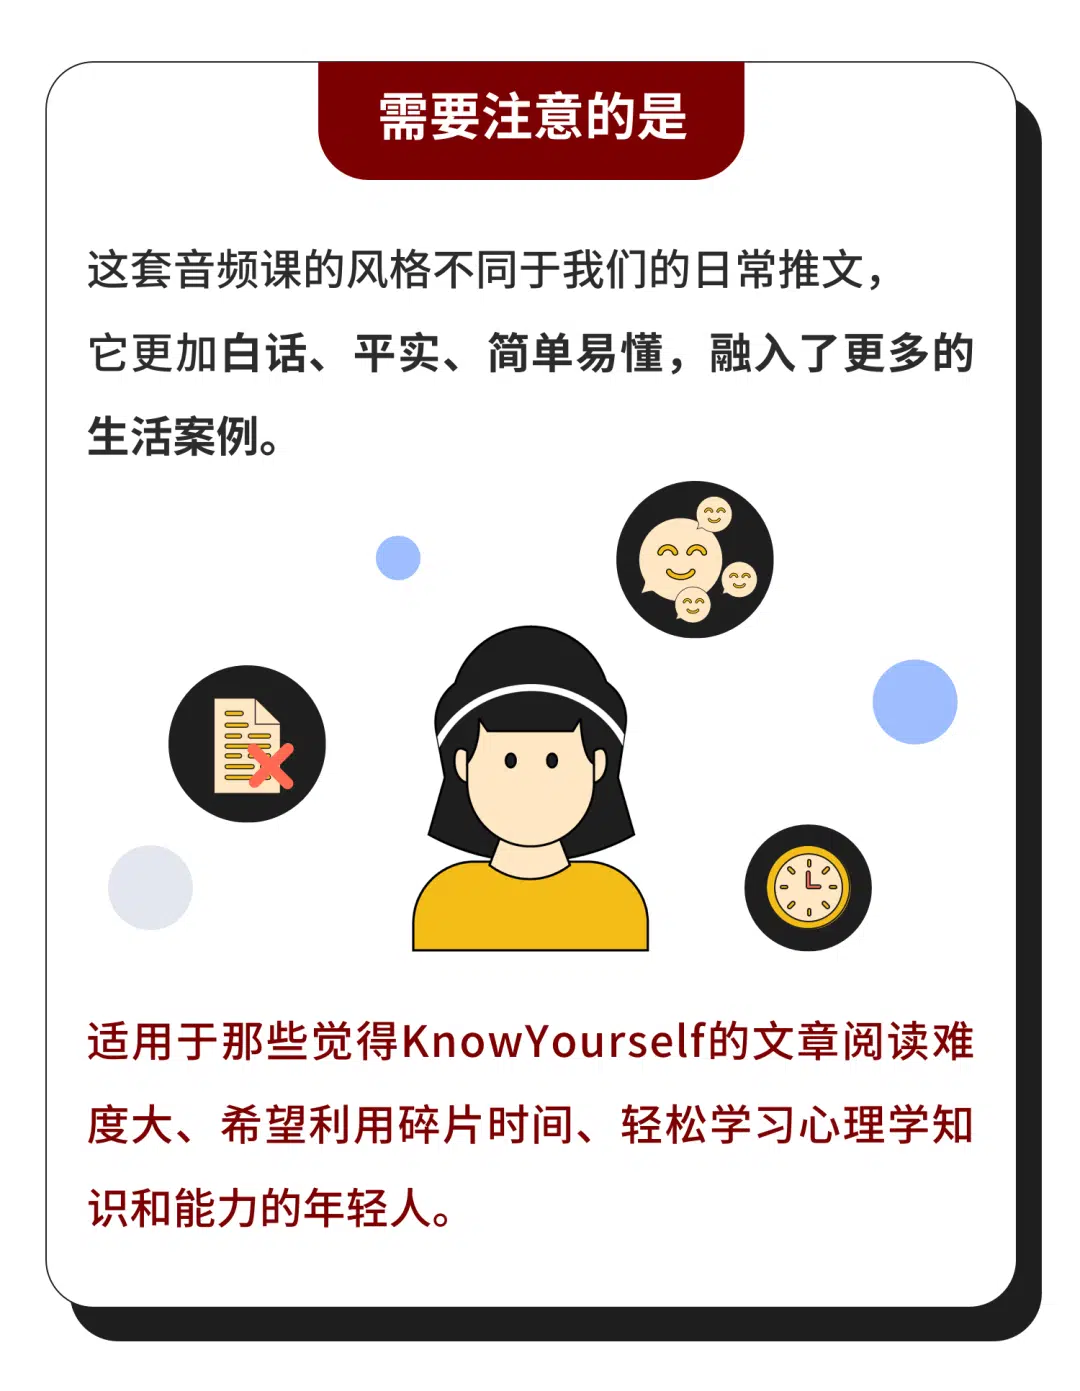 需要注意的是
这套音频课的风格不同于我们的日常推文，
它更加白话、平实、简单易懂，融入了更多的
生活案例。
适用于那些觉得KnowYourself的文章阅读难
度大、希望利用碎片时间、轻松学习心理学知
识和能力的年轻人。